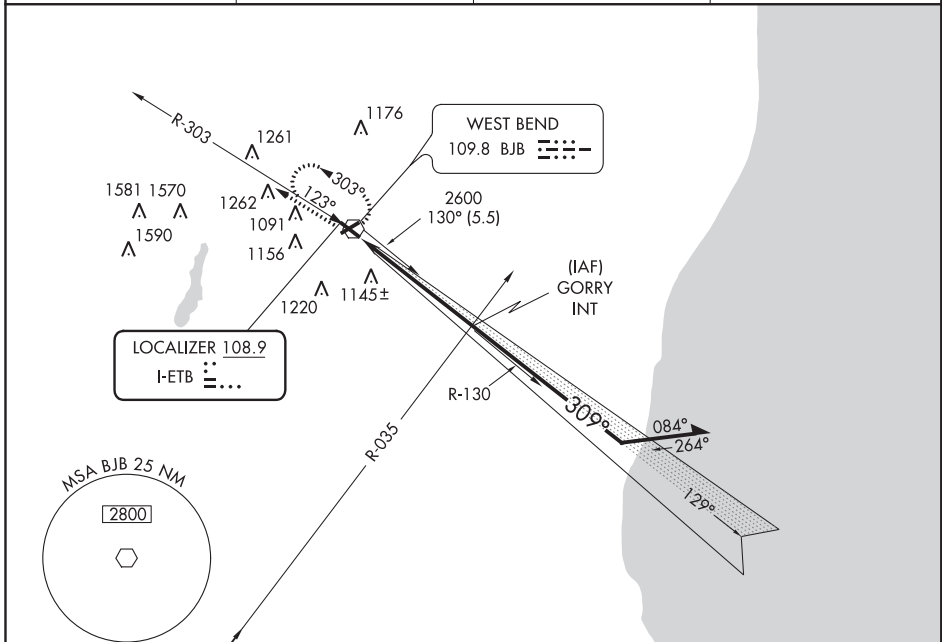 R-303
1261
1176
WEST BEND
109.8 BJB
303°
123°
1581 1570
1262
1091
1590
1156
2600
130° (5.5)
(IAF)
GORRY
INT
1220
1145±
LOCALIZER 108.9
I-ETB
R-130
309°
084°
264°
R-035
129°
MSA BJB 25 NM
2800